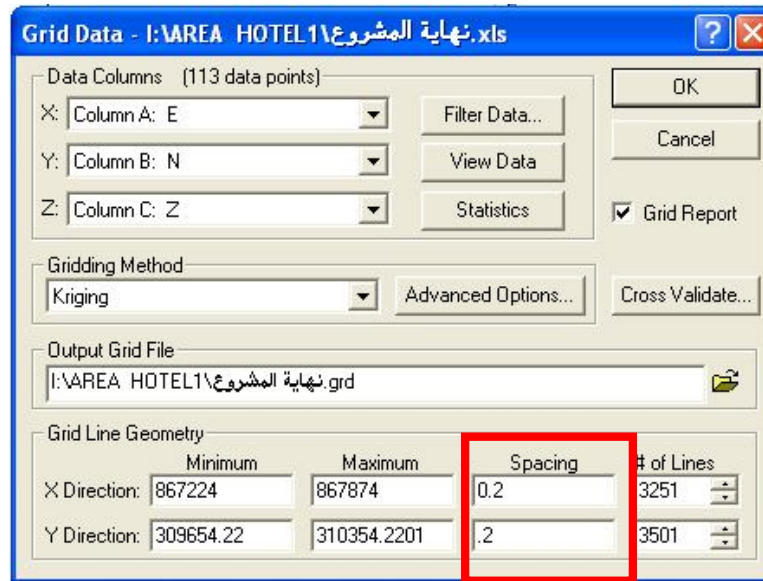 Grid Data - I:\AREA HOTEL1\نهاية المشروع.xls
Data Columns (113 data points)
X: Column A: E
Filter Data...
OK
Y: Column B: N
View Data
Cancel
Z: Column C: Z
Statistics
Grid Report
Gridding Method
Kriging
Advanced Options...
Cross Validate...
Output Grid File
I:\AREA HOTEL1\نهاية المشروع.grd
Grid Line Geometry
Minimum Maximum Spacing # of Lines
X Direction: 867224 867874 0.2 3251
Y Direction: 309654.22 310354.2201 .2 3501